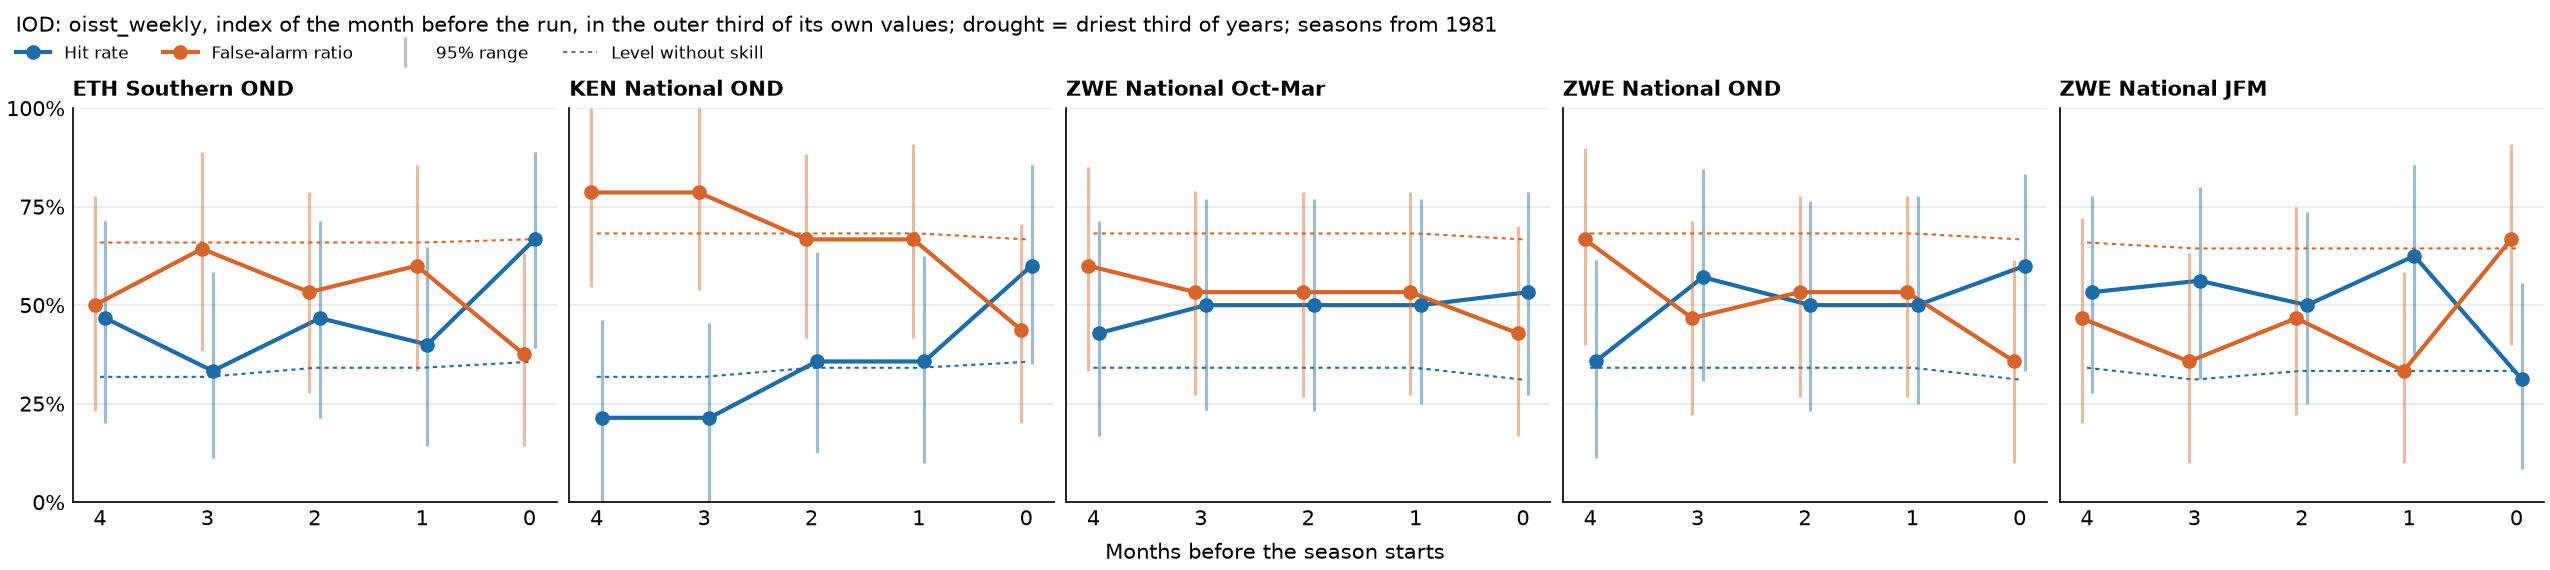 IOD: oisst_weekly, index of the month before the run, in the outer third of its own values; drought = driest third of years; seasons from 1981
Hit rate False-alarm ratio 95% range Level without skill
ETH Southern OND KEN National OND ZWE National Oct-Mar ZWE National OND ZWE National JFM
100%
75%
50%
25%
0%
4 3 2 1 0 4 3 2 1 0 4 3 2 1 0 4 3 2 1 0 4 3 2 1 0
Months before the season starts